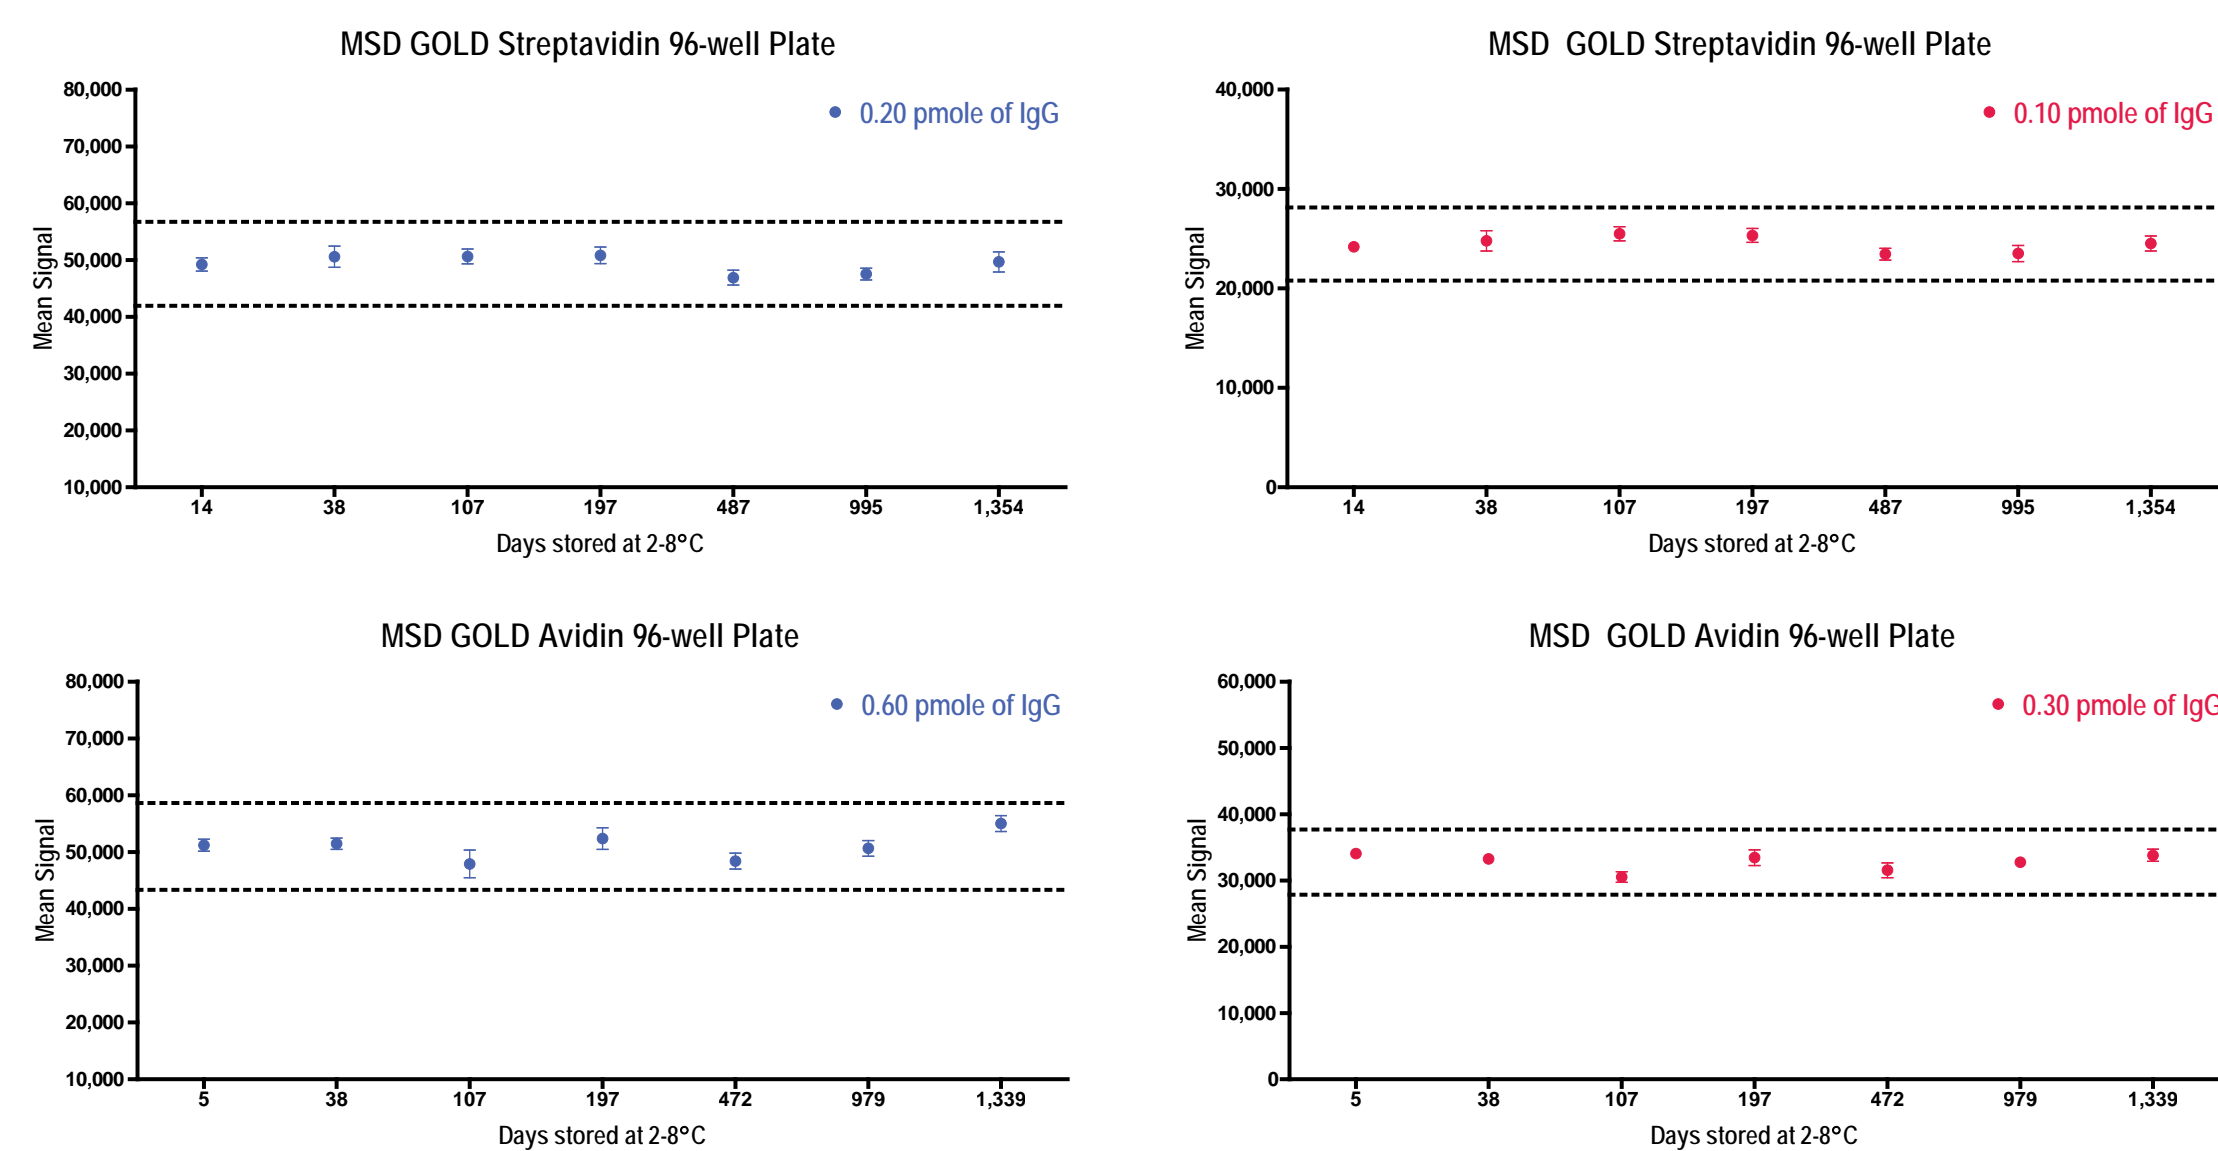 MSD GOLD Streptavidin 96-well Plate
80,000
70,000
60,000
50,000
40,000
30,000
20,000
10,000
Mean Signal
0.20 pmole of IgG
14 38 107 197 487 995 1,354
Days stored at 2-8°C
MSD GOLD Streptavidin 96-well Plate
40,000
30,000
20,000
10,000
0
Mean Signal
0.10 pmole of IgG
14 38 107 197 487 995 1,354
Days stored at 2-8°C
MSD GOLD Avidin 96-well Plate
80,000
70,000
60,000
50,000
40,000
30,000
20,000
10,000
Mean Signal
0.60 pmole of IgG
5 38 107 197 472 979 1,339
Days stored at 2-8°C
MSD GOLD Avidin 96-well Plate
60,000
50,000
40,000
30,000
20,000
10,000
0
Mean Signal
0.30 pmole of IgG
5 38 107 197 472 979 1,339
Days stored at 2-8°C